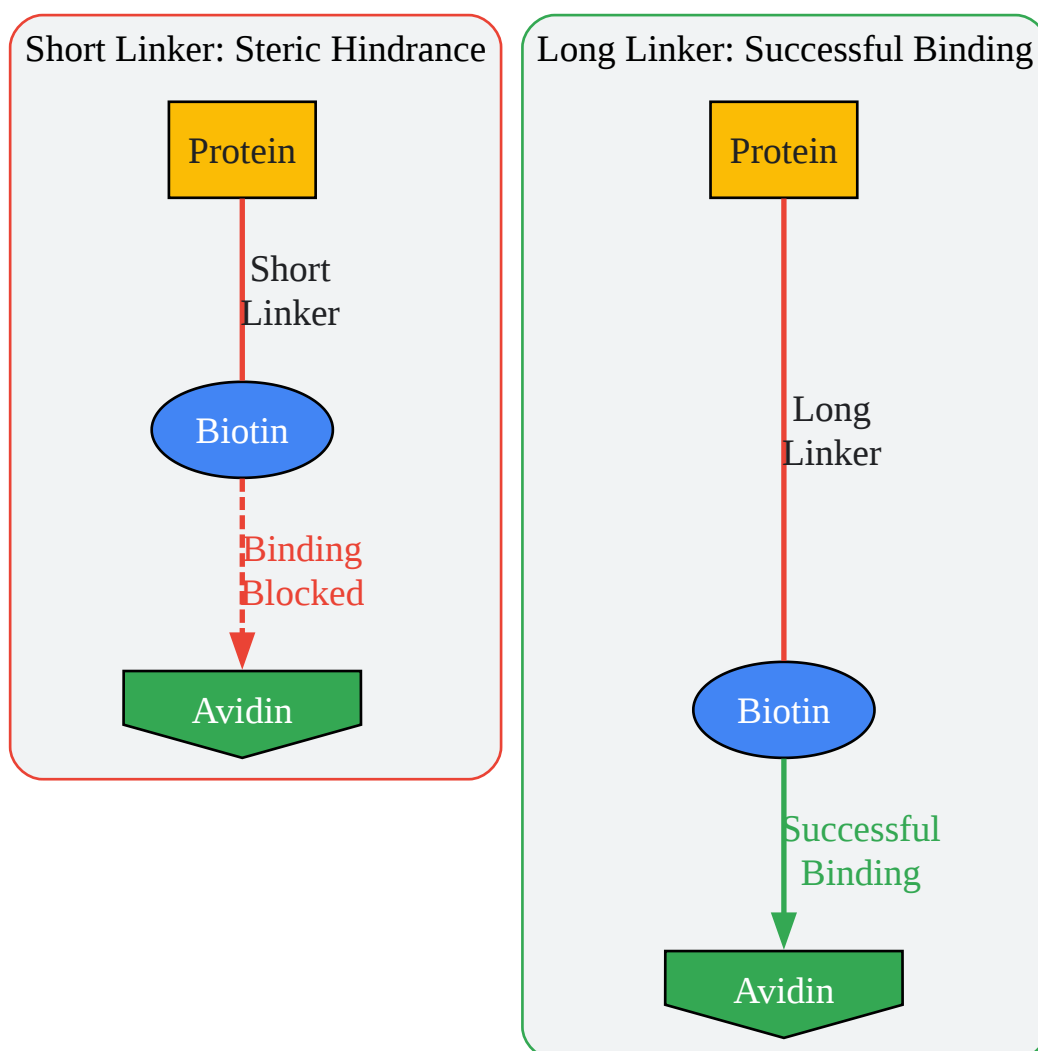 Short Linker: Steric Hindrance
Protein
Short
Linker
Biotin
Binding
Blocked
Avidin
Long Linker: Successful Binding
Protein
Long
Linker
Biotin
Successful
Binding
Avidin